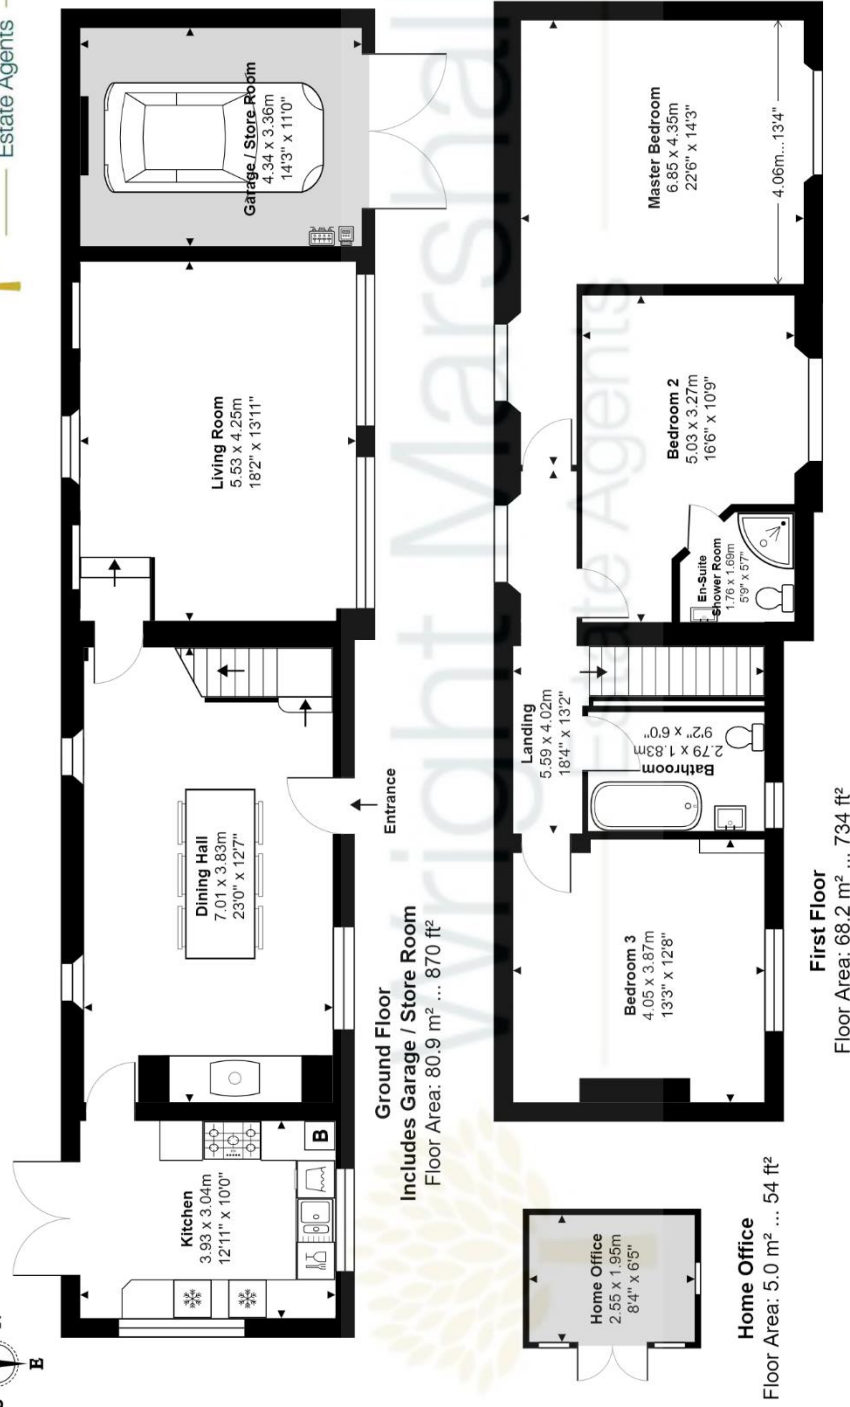 Estate Agents
E
Garage / Store Room
4.34 x 3.36m
14'3" x 11'0"
Living Room
5.53 x 4.25m
18'2" x 13'11"
Dining Hall
7.01 x 3.83m
23'0" x 12'7"
Entrance
Kitchen
3.93 x 3.04m
12'11" x 10'0"
B
Ground Floor
Includes Garage / Store Room
Floor Area: 80.9 m² ... 870 ft²
Master Bedroom
6.85 x 4.35m
22'6" x 14'3"
4.06m...13'4"
Bedroom 2
5.03 x 3.27m
16'6" x 10'9"
En-Suite
Shower Room
1.76 x 1.69m
5'9" x 5'7"
Landing
5.59 x 4.02m
18'4" x 13'2"
Bathroom
2.79 x 1.83m
9'2" x 6'0"
Bedroom 3
4.05 x 3.87m
13'3" x 12'8"
First Floor
Floor Area: 68.2 m² ... 734 ft²
Home Office
2.55 x 1.95m
8'4" x 6'5"
Home Office
Floor Area: 5.0 m² ... 54 ft²
Wright Marshal
Estate Agents